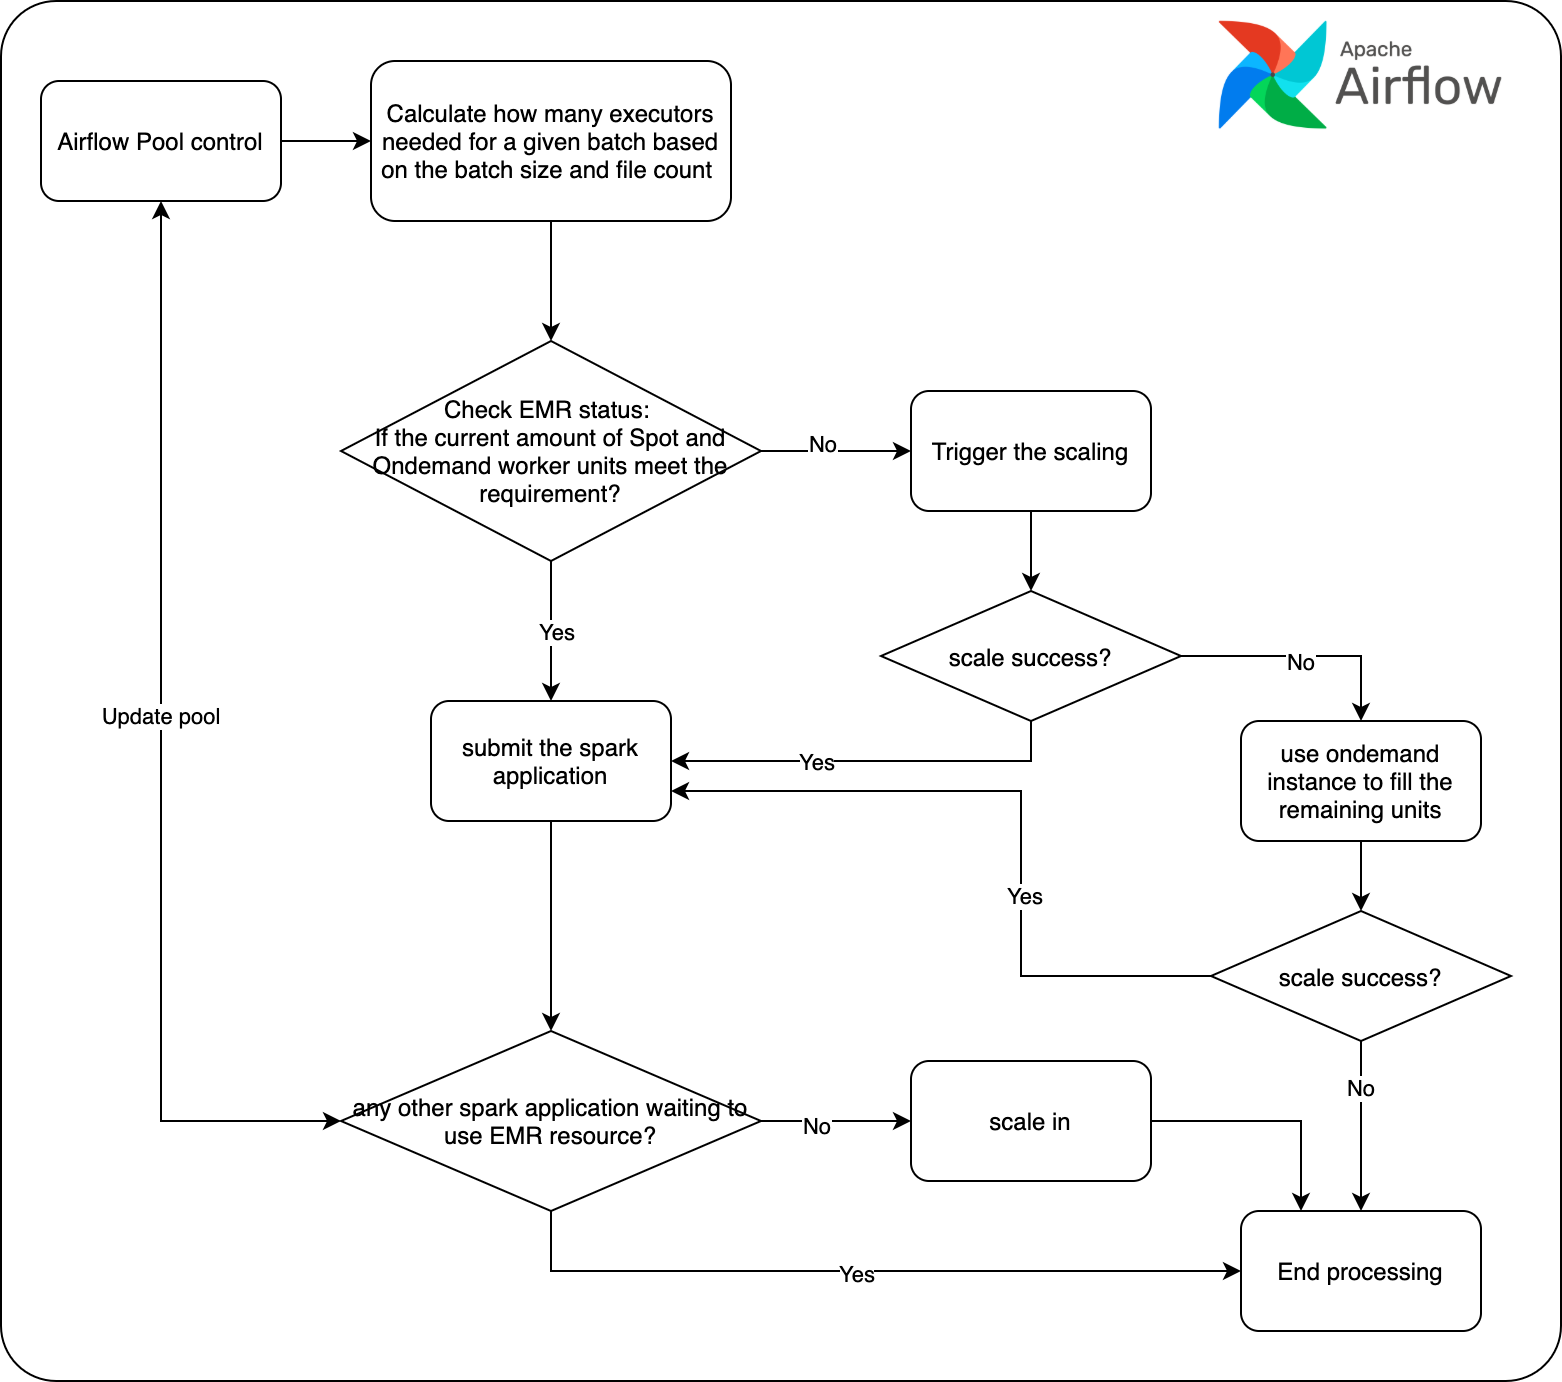 Apache
Airflow
Airflow Pool control
Calculate how many executors
needed for a given batch based
on the batch size and file count
Check EMR status:
If the current amount of Spot and
Ondemand worker units meet the
requirement?
No
Trigger the scaling
Yes
scale success?
No
Update pool
submit the spark
application
Yes
use ondemand
instance to fill the
remaining units
Yes
scale success?
No
any other spark application waiting to
use EMR resource?
No
scale in
Yes
End processing